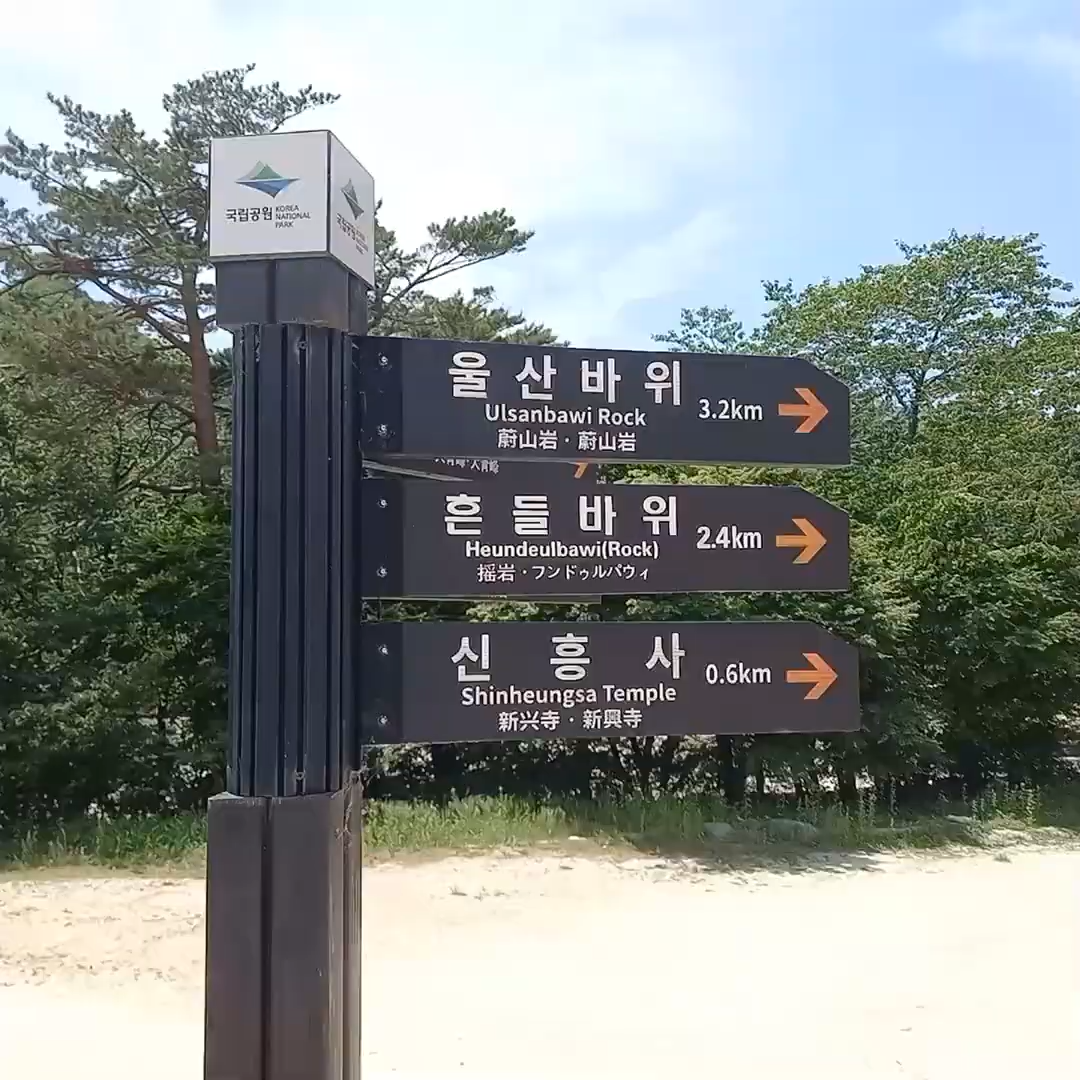 국립공원 KOREA
NATIONAL
PARK
울산바위
Ulsanbawi Rock
蔚山岩・蔚山岩
3.2km
흔들바위
Heundeulbawi(Rock)
摇岩・フンドゥルパウィ
2.4km
신흥사
Shinheungsa Temple
新兴寺・新興寺
0.6km